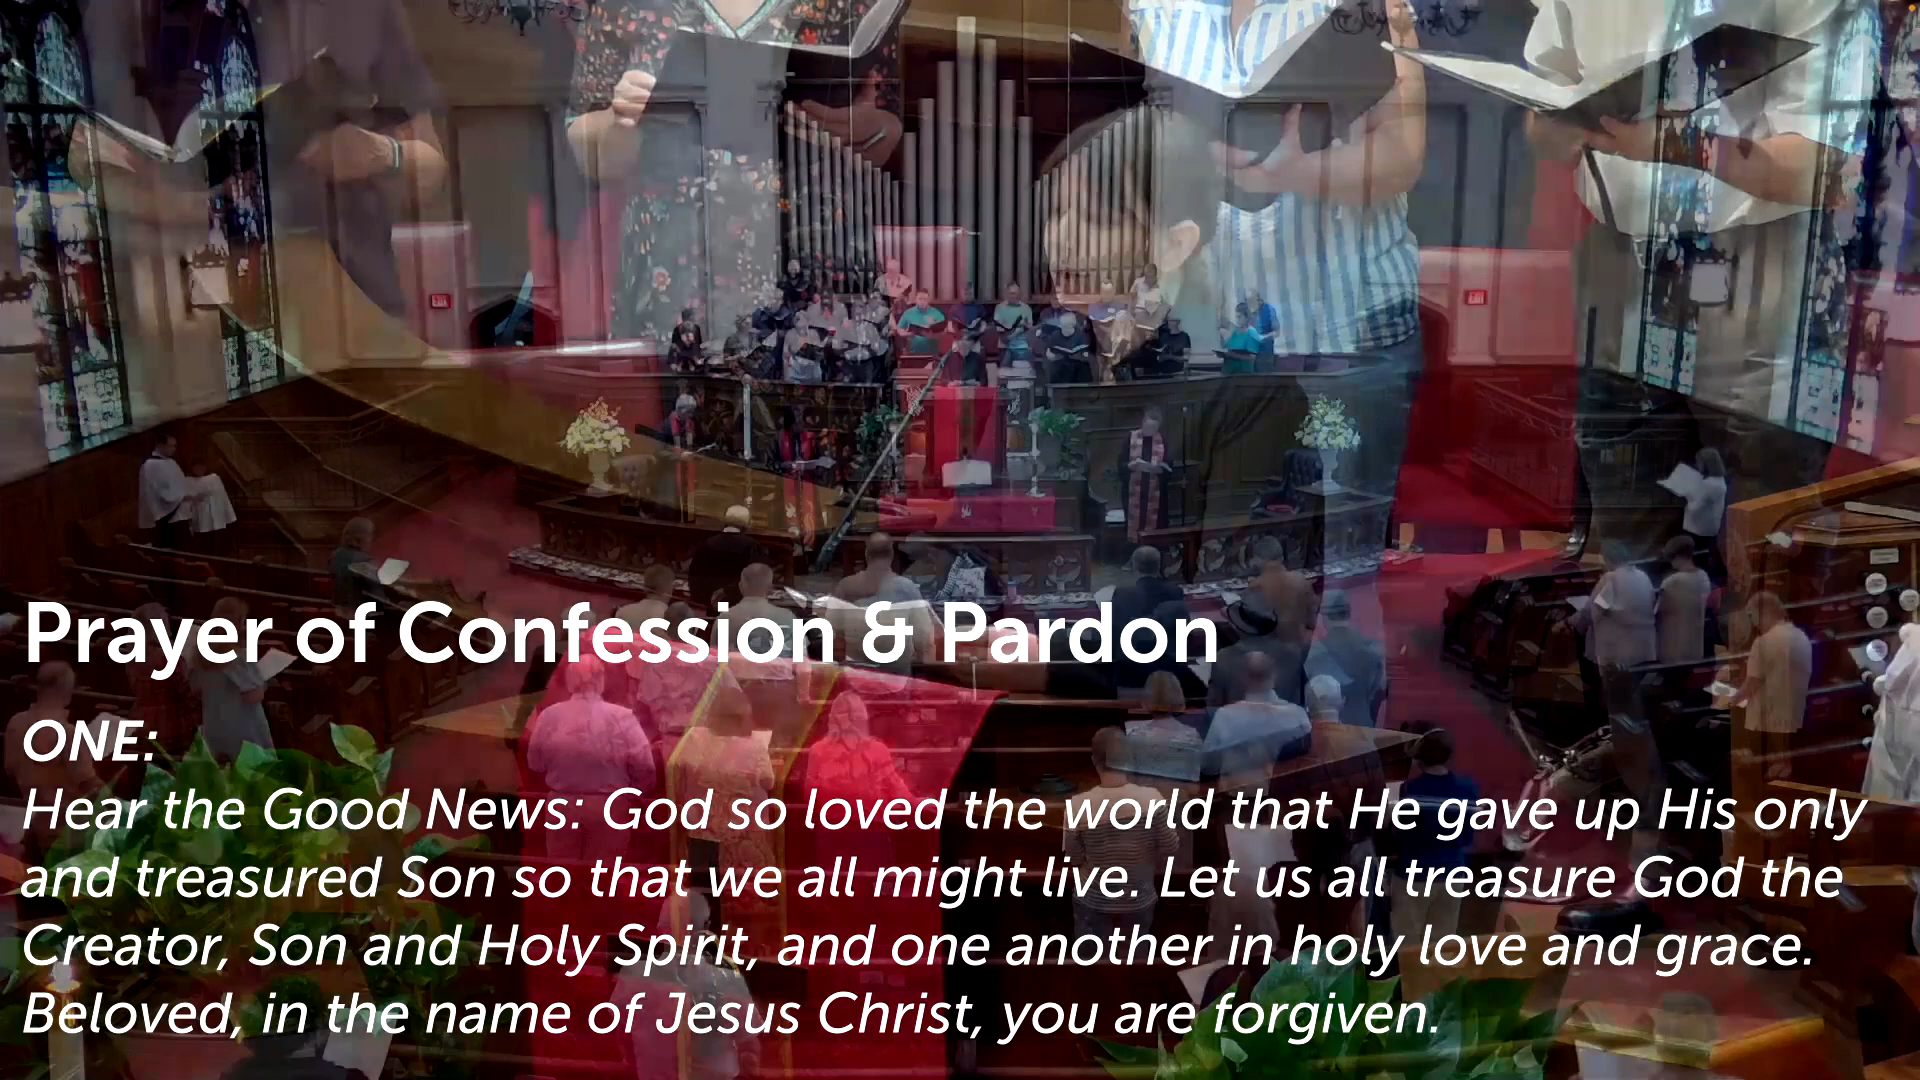 Prayer of Confession & Pardon
ONE:
Hear the Good News: God so loved the world that He gave up His only
and treasured Son so that we all might live. Let us all treasure God the
Creator, Son and Holy Spirit, and one another in holy love and grace.
Beloved, in the name of Jesus Christ, you are forgiven.